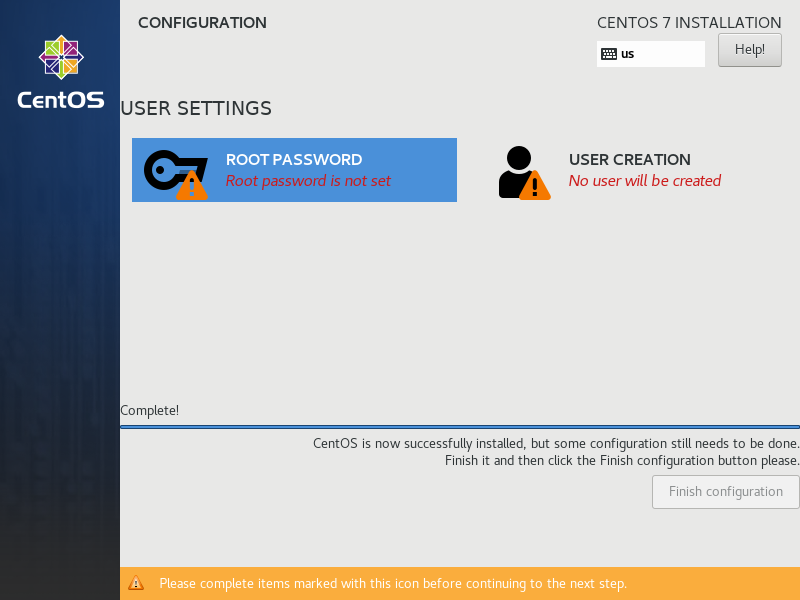 CONFIGURATION
CENTOS 7 INSTALLATION
us
Help!
CentOS
USER SETTINGS
ROOT PASSWORD
Root password is not set
USER CREATION
No user will be created
Complete!
CentOS is now successfully installed, but some configuration still needs to be done.
Finish it and then click the Finish configuration button please.
Finish configuration
Please complete items marked with this icon before continuing to the next step.